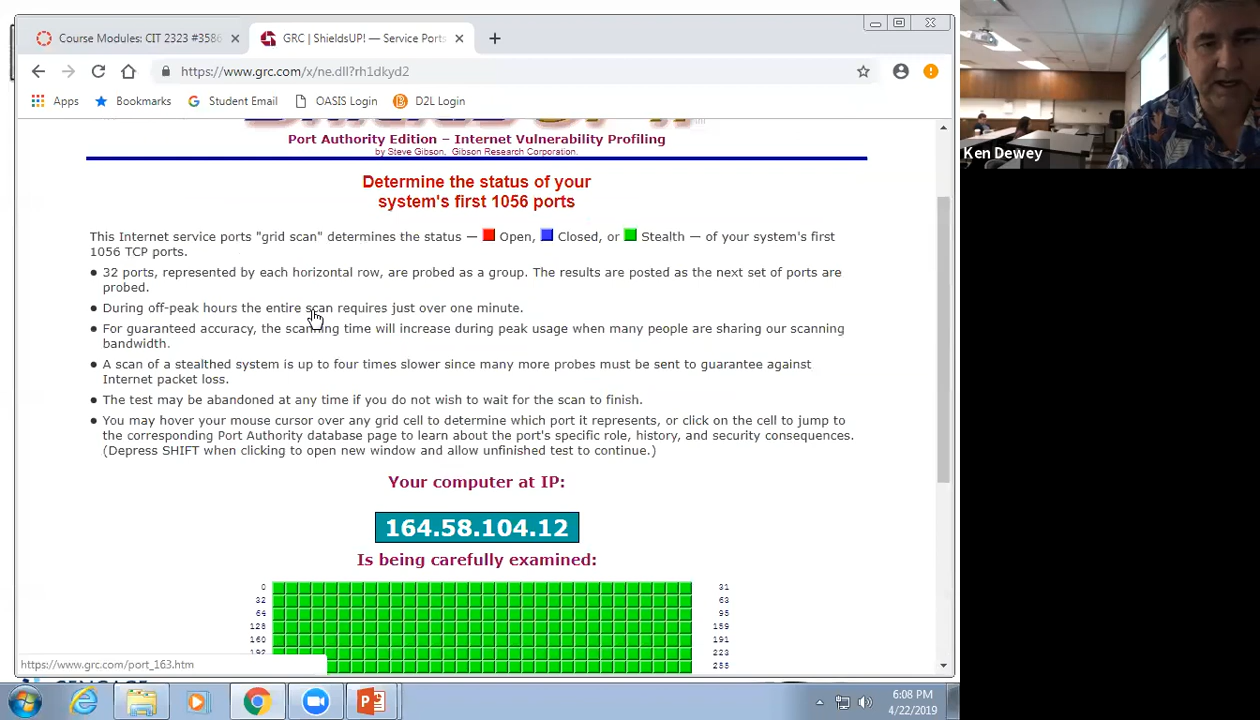 Course Modules: CIT 2323 #3586
GRC | ShieldsUP! — Service Ports
https://www.grc.com/x/ne.dll?rh1dkyd2
Apps Bookmarks Student Email OASIS Login D2L Login
Port Authority Edition – Internet Vulnerability Profiling
by Steve Gibson, Gibson Research Corporation.
Determine the status of your
system's first 1056 ports
This Internet service ports "grid scan" determines the status — Open, Closed, or Stealth — of your system's first
1056 TCP ports.
32 ports, represented by each horizontal row, are probed as a group. The results are posted as the next set of ports are
probed.
During off-peak hours the entire scan requires just over one minute.
For guaranteed accuracy, the scanning time will increase during peak usage when many people are sharing our scanning
bandwidth.
A scan of a stealthed system is up to four times slower since many more probes must be sent to guarantee against
Internet packet loss.
The test may be abandoned at any time if you do not wish to wait for the scan to finish.
You may hover your mouse cursor over any grid cell to determine which port it represents, or click on the cell to jump to
the corresponding Port Authority database page to learn about the port's specific role, history, and security consequences.
(Depress SHIFT when clicking to open new window and allow unfinished test to continue.)
Your computer at IP:
164.58.104.12
Is being carefully examined:
0 31
32 63
64 95
128 159
160 191
192 223
255
https://www.grc.com/port_163.htm
6:08 PM
4/22/2019
Ken Dewey